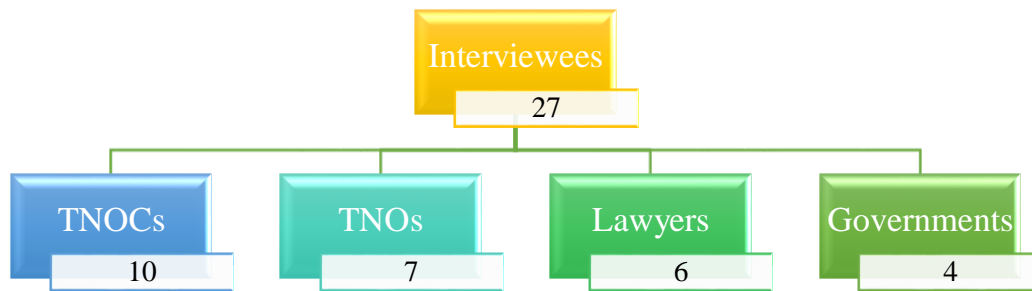 Interviewees
27
TNOCs
10
TNOs
7
Lawyers
6
Governments
4